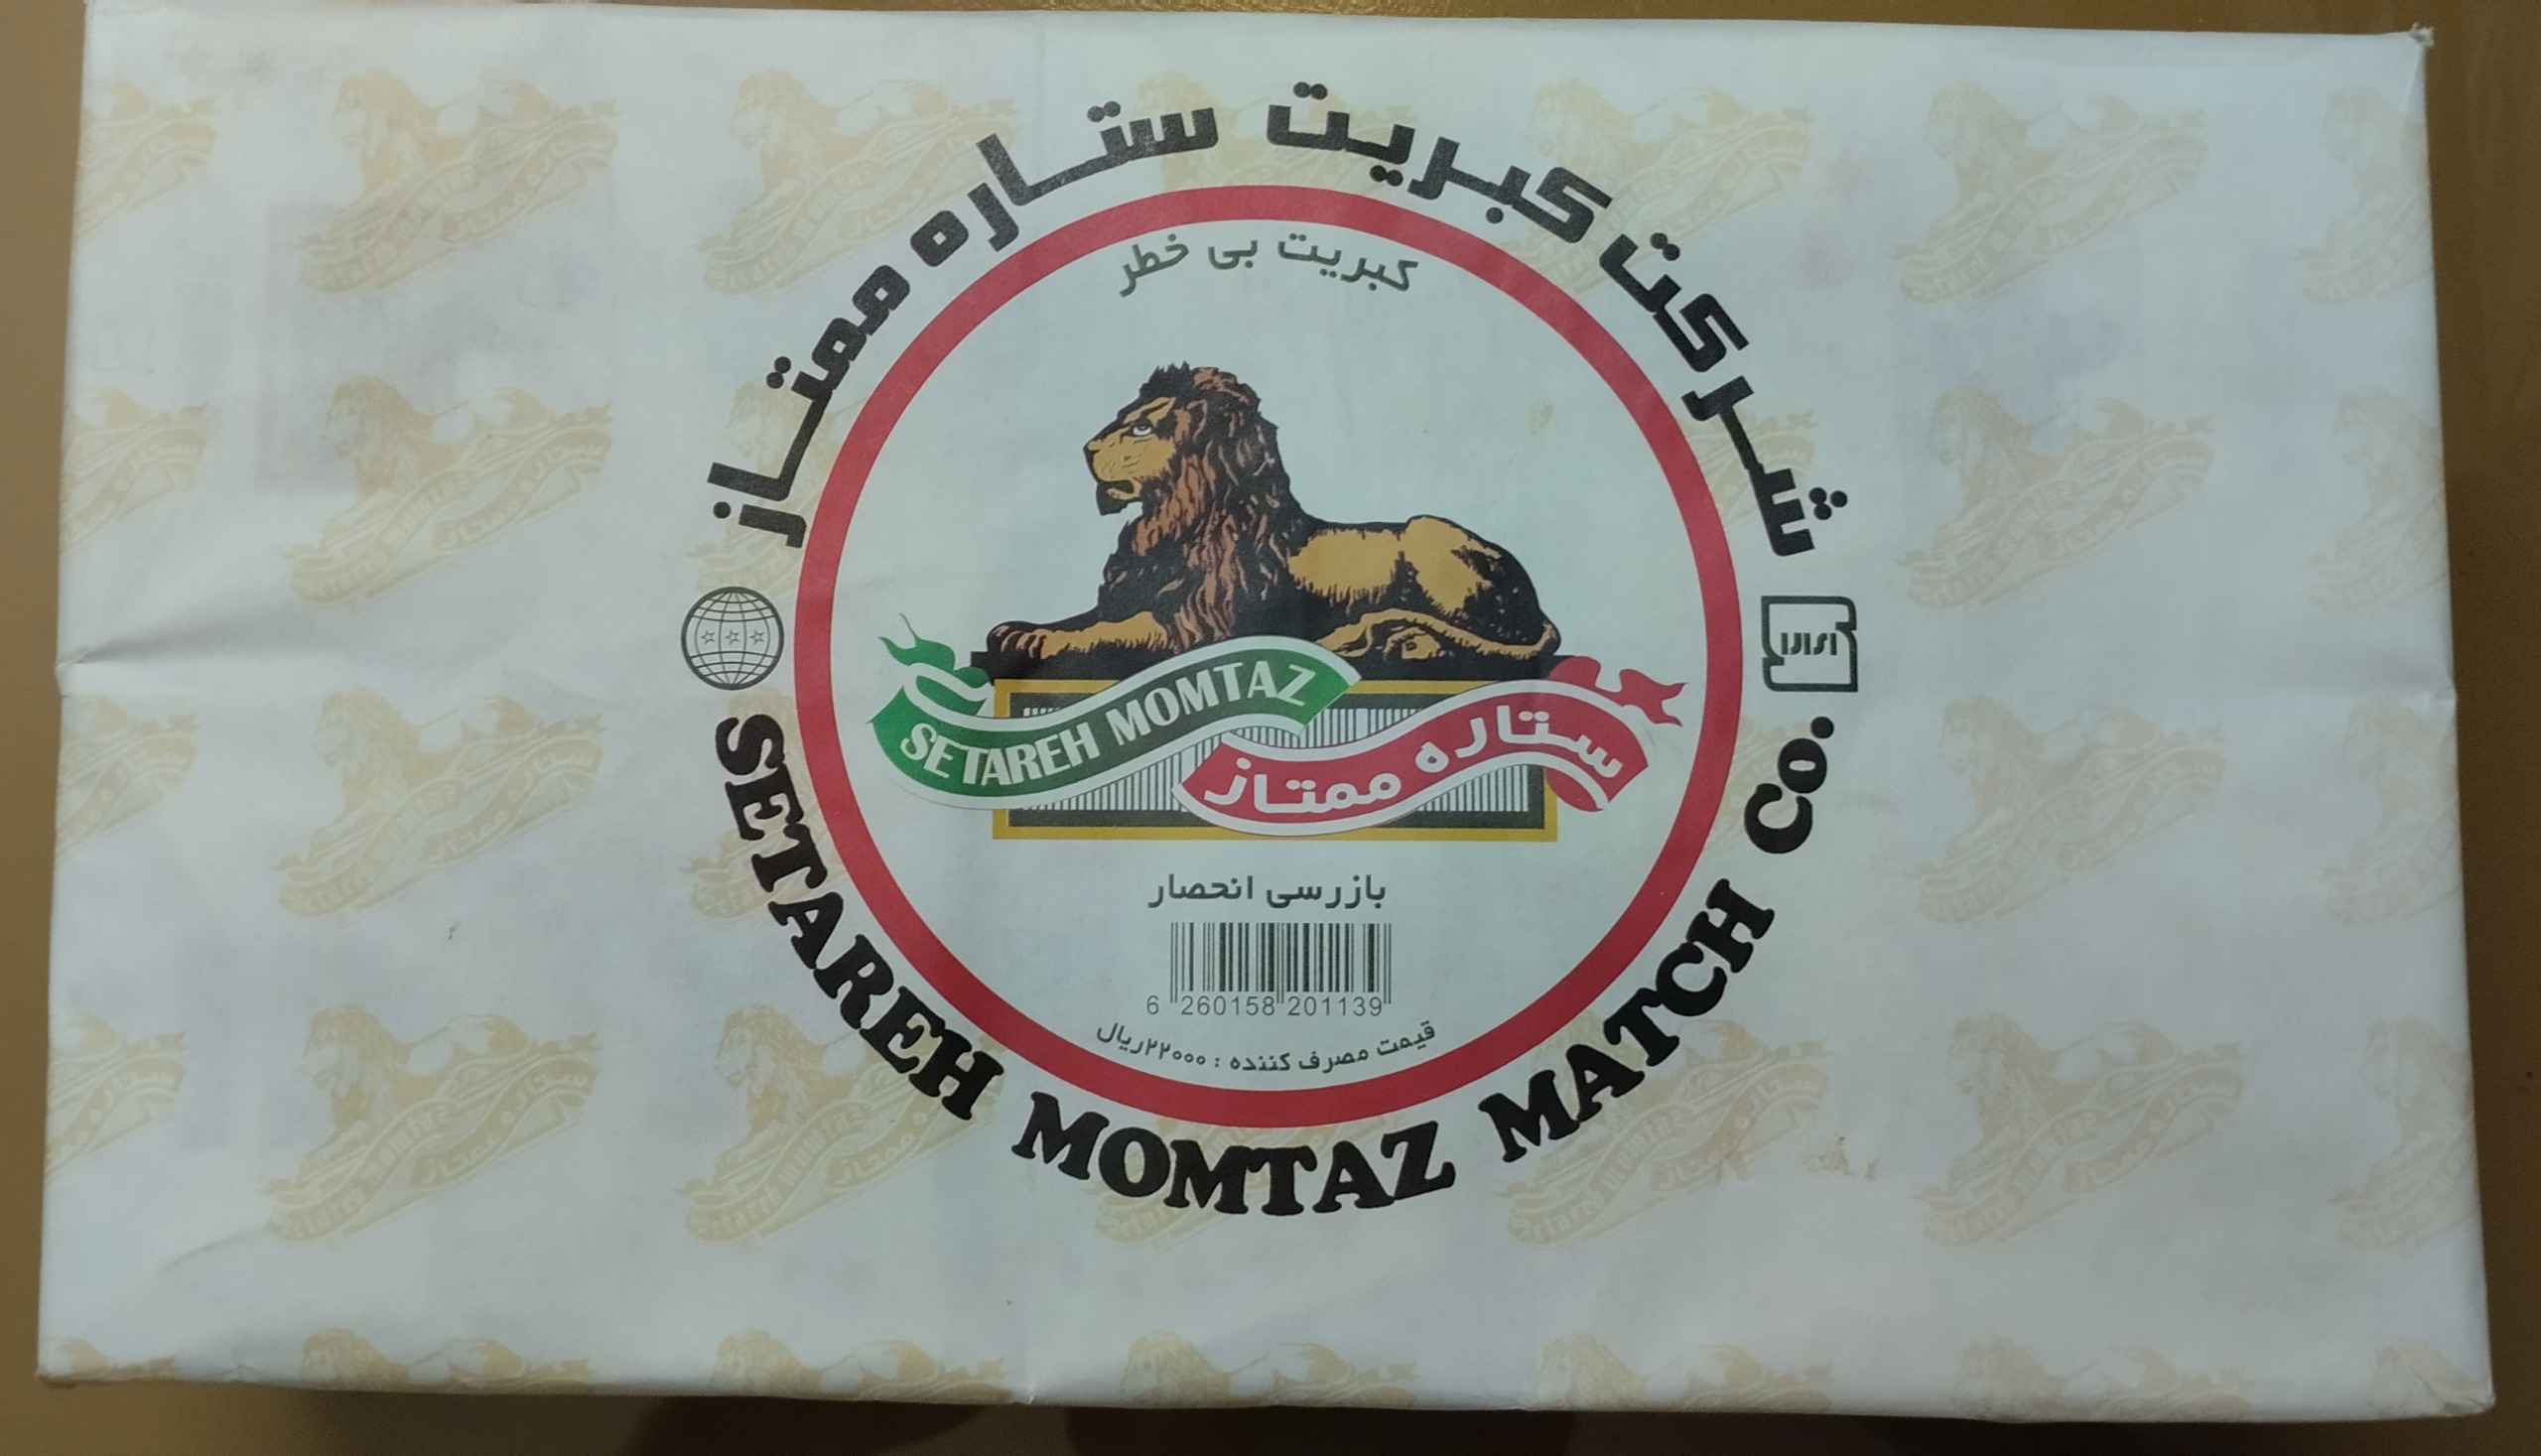 شرکت کبریت ستاره ممتاز
کبریت بی خطر
SETAREH MOMTAZ
ستاره ممتاز
بازرسی انحصار
6 260158 201139
قیمت مصرف کننده : ۲۲۰۰۰ریال
SETAREH MOMTAZ MATCH Co.